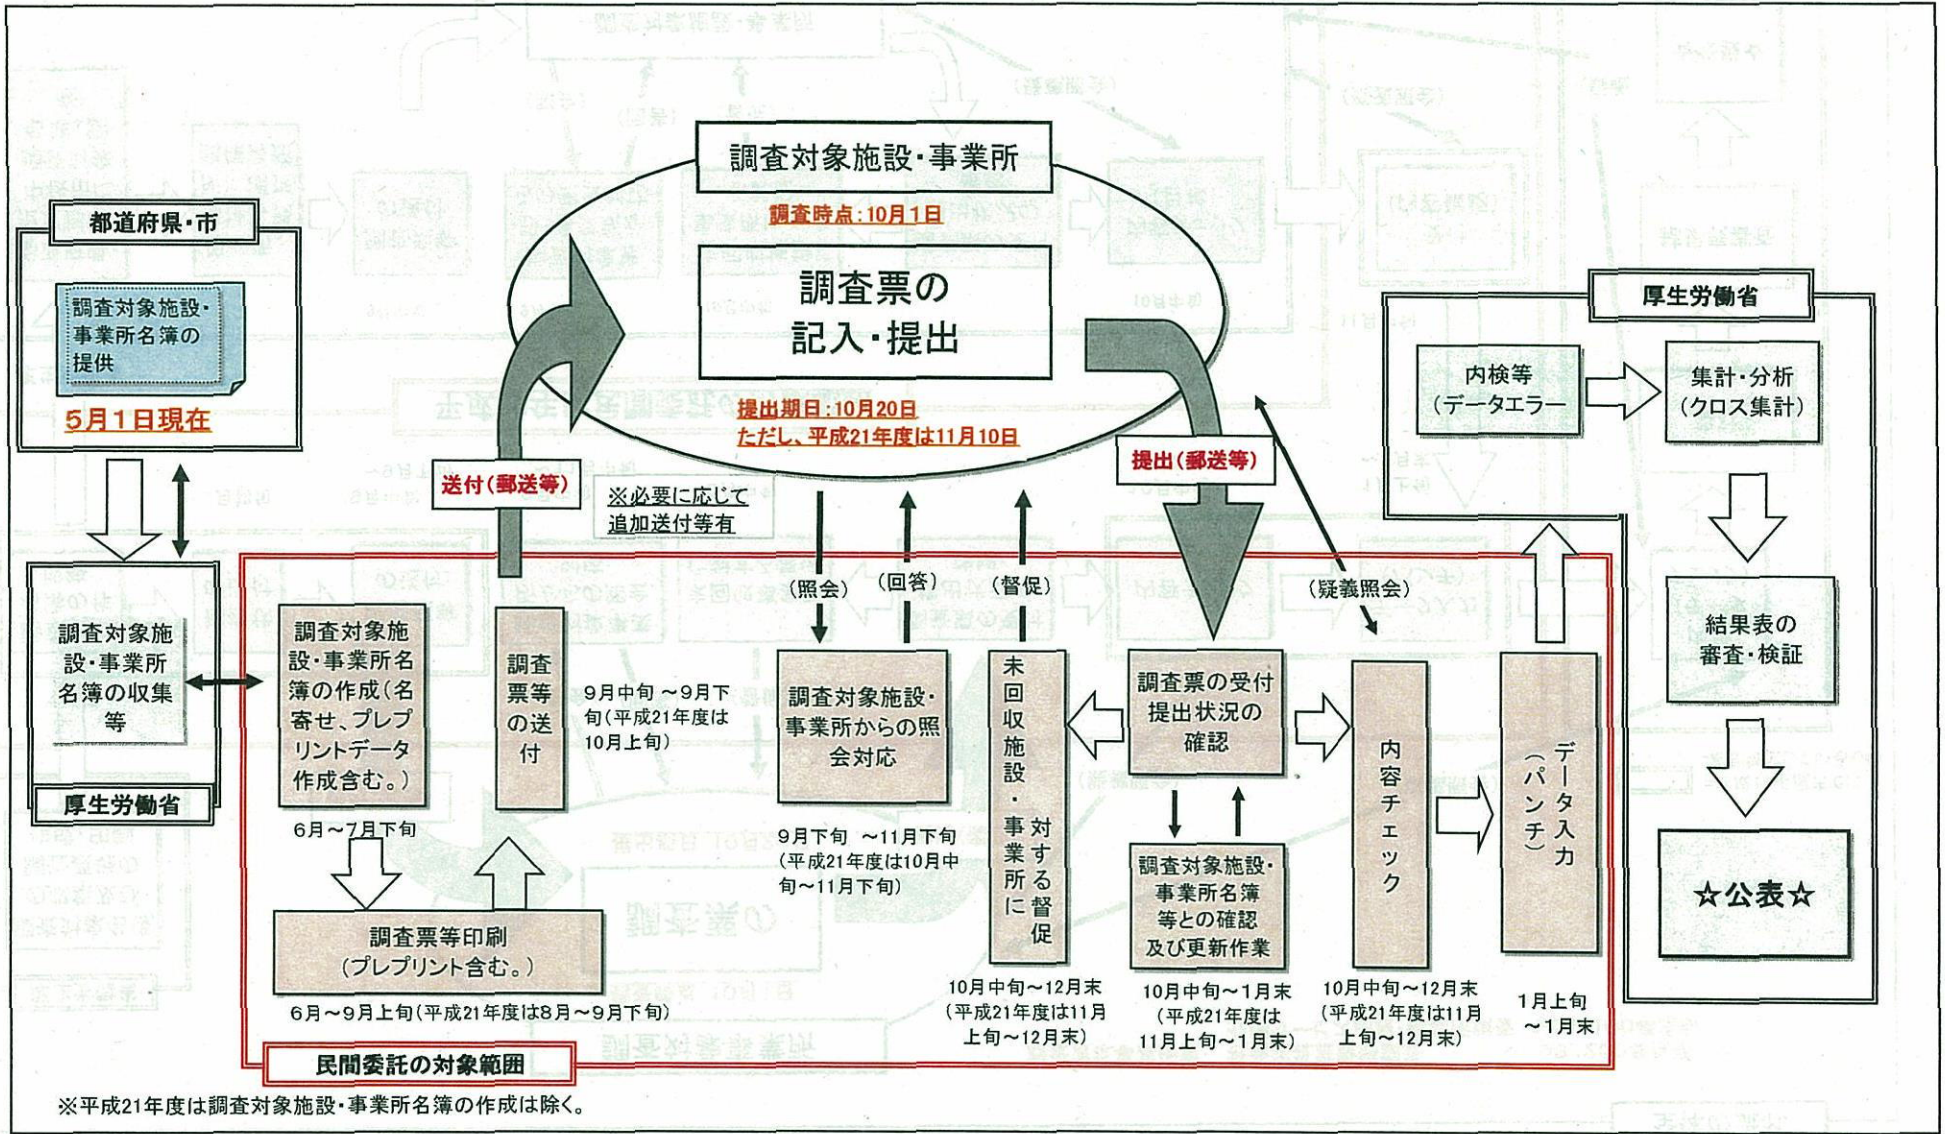 調査対象施設・事業所
調査時点:10月1日
調査票の
記入・提出
提出期日:10月20日
ただし、平成21年度は11月10日
都道府県・市
調査対象施設・
事業所名簿の
提供
5月1日現在
送付(郵送等)
※必要に応じて
追加送付等有
提出(郵送等)
厚生労働省
内検等
(データエラー
集計・分析
(クロス集計)
結果表の
審査・検証
☆公表☆
(照会)
(回答)
(督促)
(疑義照会)
調査対象施
設・事業所
名簿の収集
等
厚生労働省
調査対象施
設・事業所名
簿の作成(名
寄せ、プレプ
リントデータ
作成含む。)
6月～7月下旬
調査票等の送付
9月中旬 ～9月下
旬(平成21年度は
10月上旬)
調査票等印刷
(プレプリント含む。)
6月～9月上旬(平成21年度は8月～9月下旬)
調査対象施設・
事業所からの照
会対応
9月下旬 ～11月下旬
(平成21年度は10月中
旬～11月下旬)
未回収施設・事業所に
対する督促
10月中旬～12月末
(平成21年度は11月
上旬～12月末)
調査票の受付
提出状況の
確認
調査対象施設・
事業所名簿
等との確認
及び更新作業
10月中旬～1月末
(平成21年度は
11月上旬～1月末)
内容チェック
10月中旬～12月末
(平成21年度は11月
上旬～12月末)
データ入力
(パンチ)
1月上旬
～1月末
民間委託の対象範囲
※平成21年度は調査対象施設・事業所名簿の作成は除く。